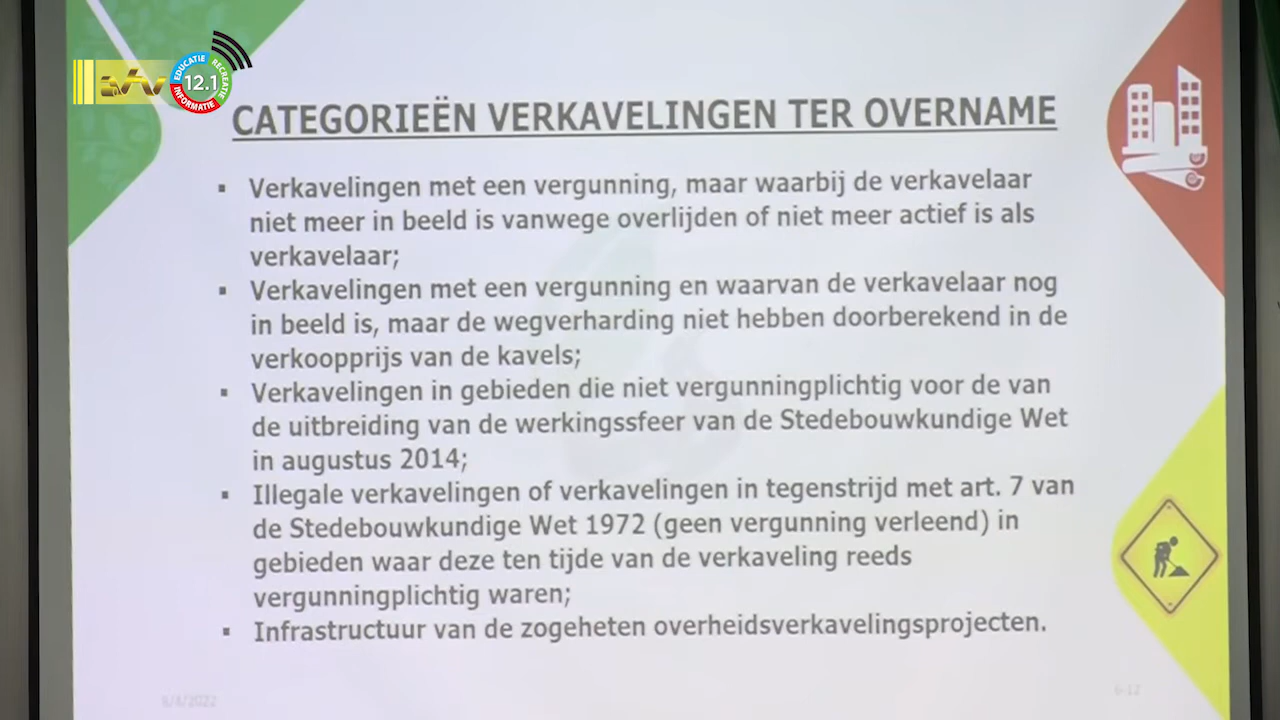 EDUCATIE
RECREATIE
INFORMATIE
12.1
CATEGORIEËN VERKAVELINGEN TER OVERNAME
▪ Verkavelingen met een vergunning, maar waarbij de verkavelaar
niet meer in beeld is vanwege overlijden of niet meer actief is als
verkavelaar;
▪ Verkavelingen met een vergunning en waarvan de verkavelaar nog
in beeld is, maar de wegverharding niet hebben doorberekend in de
verkoopprijs van de kavels;
▪ Verkavelingen in gebieden die niet vergunningplichtig voor de van
de uitbreiding van de werkingssfeer van de Stedebouwkundige Wet
in augustus 2014;
▪ Illegale verkavelingen of verkavelingen in tegenstrijd met art. 7 van
de Stedebouwkundige Wet 1972 (geen vergunning verleend) in
gebieden waar deze ten tijde van de verkaveling reeds
vergunningplichtig waren;
▪ Infrastructuur van de zogeheten overheidsverkavelingsprojecten.